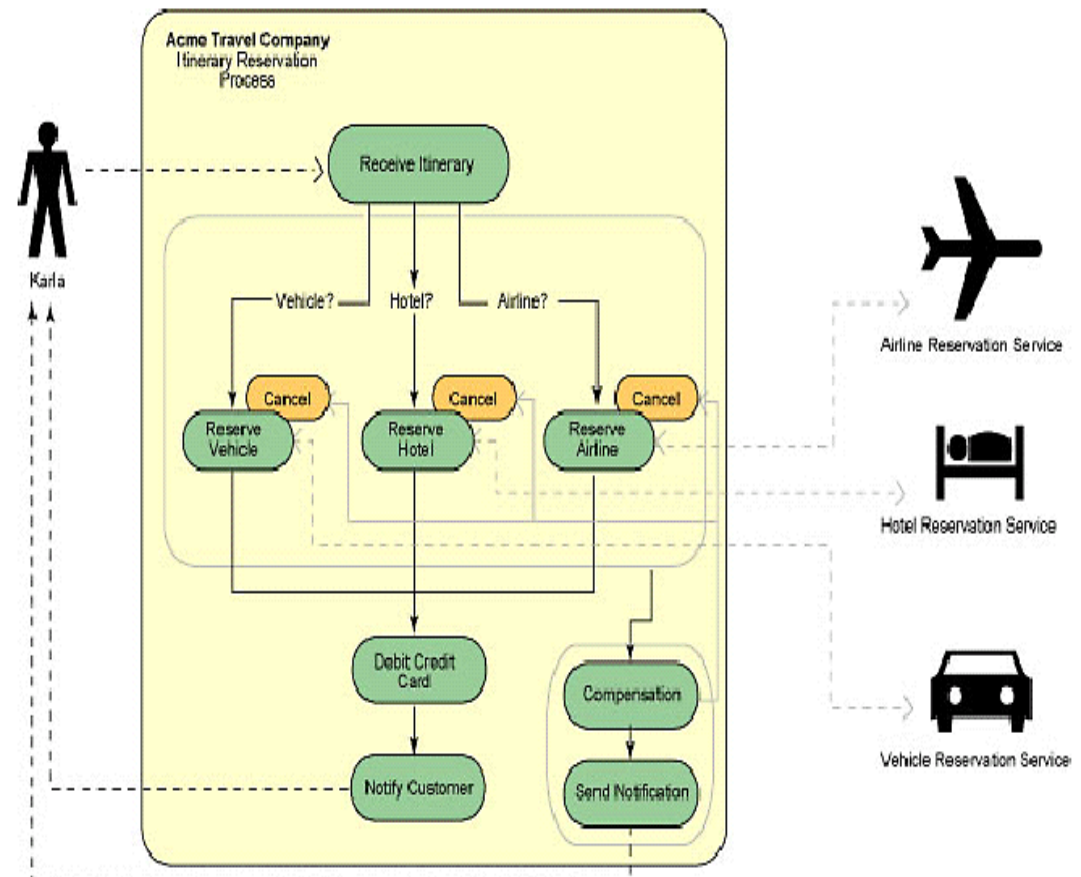 Acme Travel Company
Itinerary Reservation
Process
Receive Itinerary
Karla
Vehicle?
Hotel?
Airline?
Airline Reservation Service
Cancel
Cancel
Cancel
Reserve
Vehicle
Reserve
Hotel
Reserve
Airline
Hotel Reservation Service
Debit Credit
Card
Compensation
Vehicle Reservation Service
Notify Customer
Send Notification